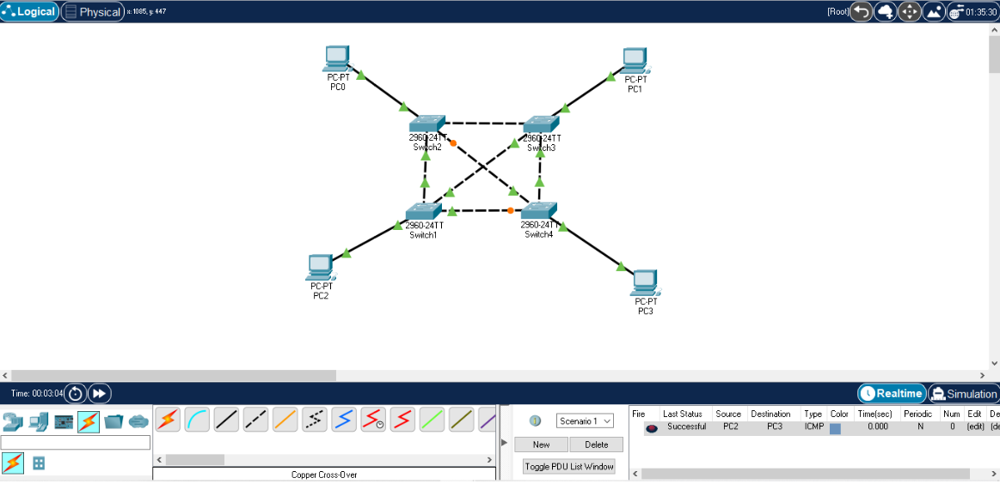 Logical Physical x: 1085, y: 447 [Root] 01:35:30
PC-PT
PC0
PC-PT
PC1
2960-24TT
Switch2
2960-24TT
Switch3
2960-24TT
Switch1
2960-24TT
Switch4
PC-PT
PC2
PC-PT
PC3
Time: 00:03:04 Realtime Simulation
Scenario 1
New Delete
Toggle PDU List Window
Fire Last Status Source Destination Type Color Time(sec) Periodic Num Edit De
Successful PC2 PC3 ICMP 0.000 N 0 (edit) (de
Copper Cross-Over